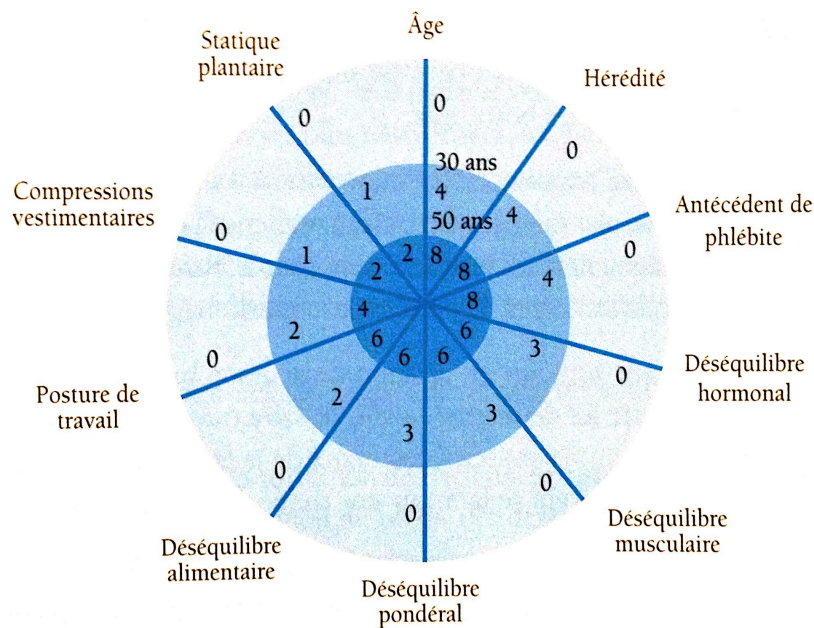 Âge
Statique
plantaire
Hérédité
0
0
0
30 ans
Compressions
vestimentaires
1
4
4
Antécédent de
phlébite
50 ans
0
0
1
2
2
8
8
4
4
8
2
6
6
6
6
3
0
0
Déséquilibre
hormonal
Posture de
travail
2
3
3
0
0
0
Déséquilibre
musculaire
Déséquilibre
alimentaire
Déséquilibre
pondéral